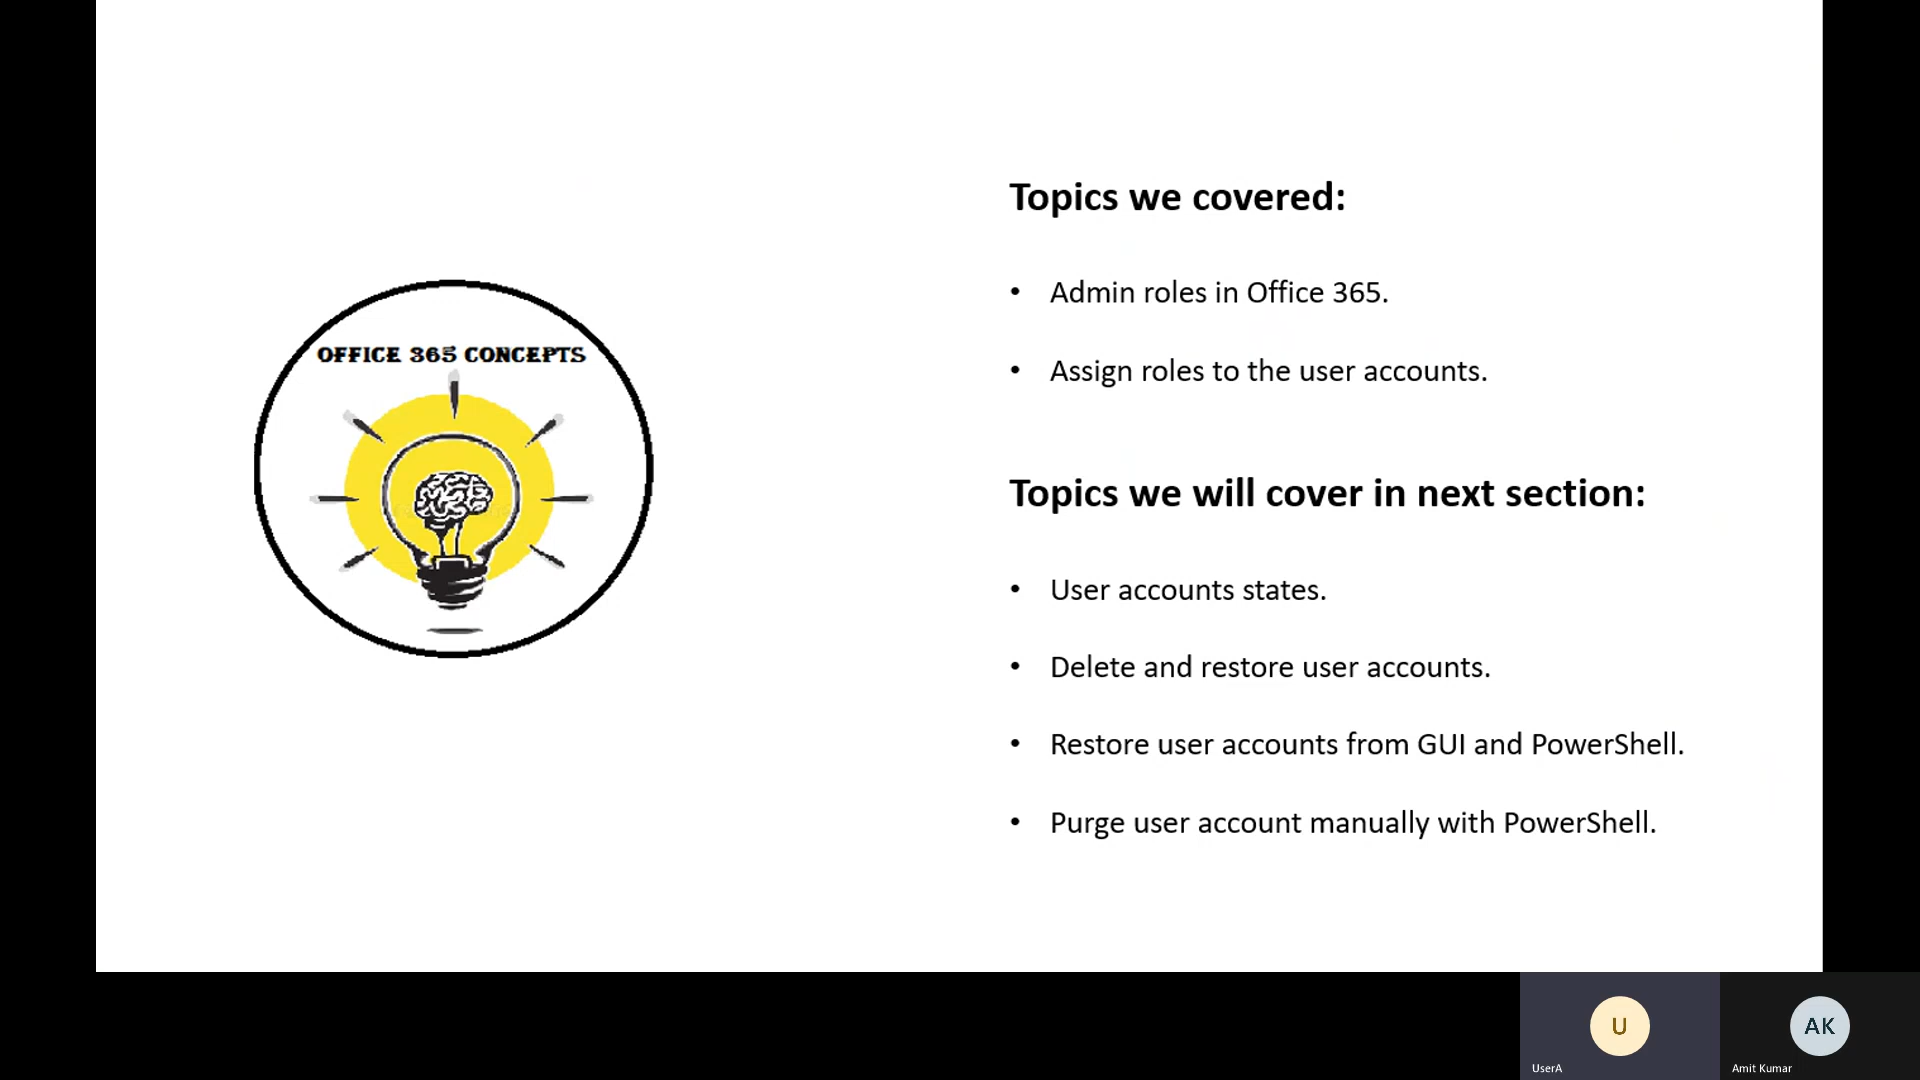 OFFICE 365 CONCEPTS
Topics we covered:
• Admin roles in Office 365.
• Assign roles to the user accounts.
Topics we will cover in next section:
• User accounts states.
• Delete and restore user accounts.
• Restore user accounts from GUI and PowerShell.
• Purge user account manually with PowerShell.
U
UserA
AK
Amit Kumar